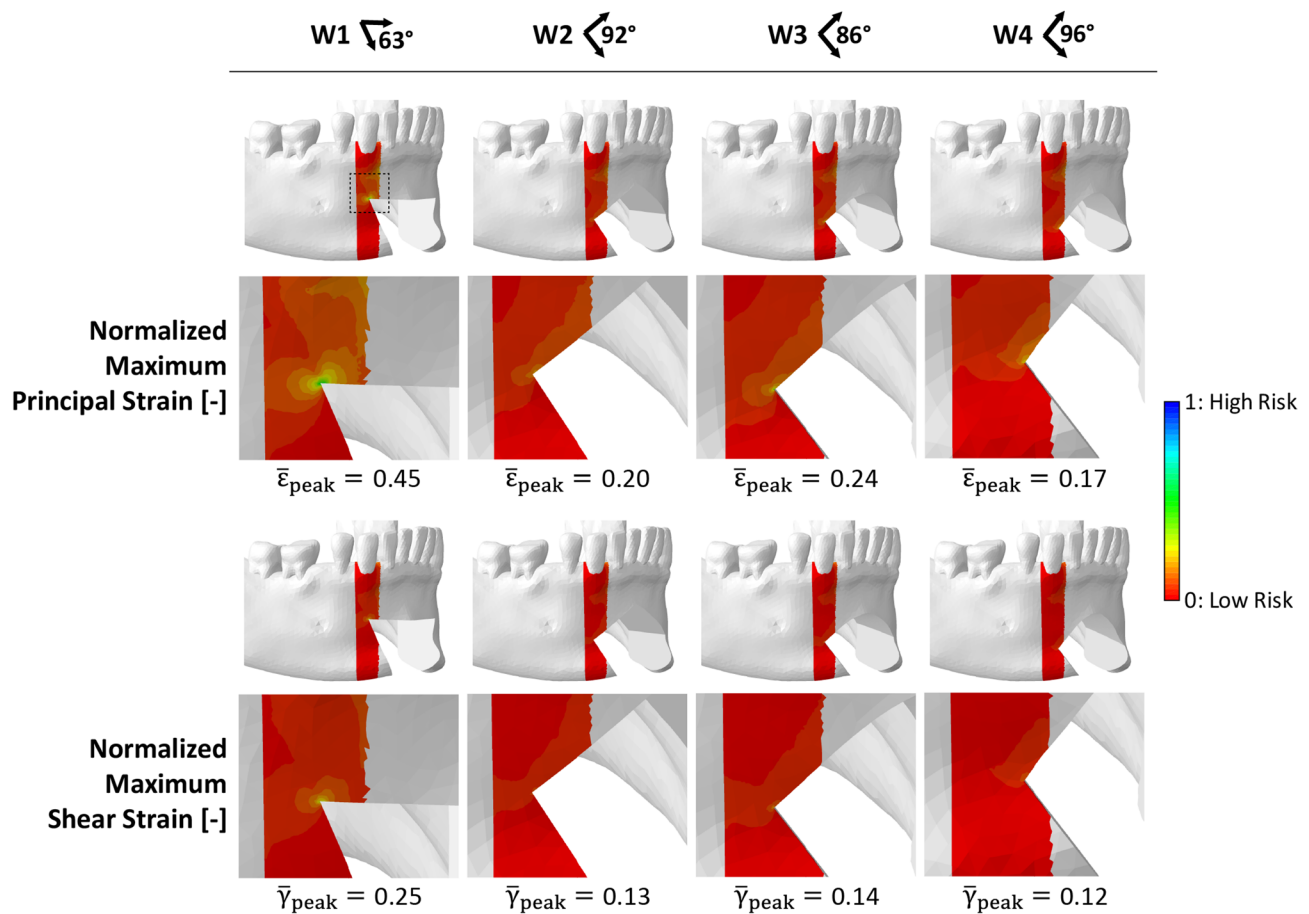 W1 63° W2 92° W3 86° W4 96°
Normalized
Maximum
Principal Strain [-]
ε̅peak = 0.45 ε̅peak = 0.20 ε̅peak = 0.24 ε̅peak = 0.17
1: High Risk
0: Low Risk
Normalized
Maximum
Shear Strain [-]
γ̅peak = 0.25 γ̅peak = 0.13 γ̅peak = 0.14 γ̅peak = 0.12